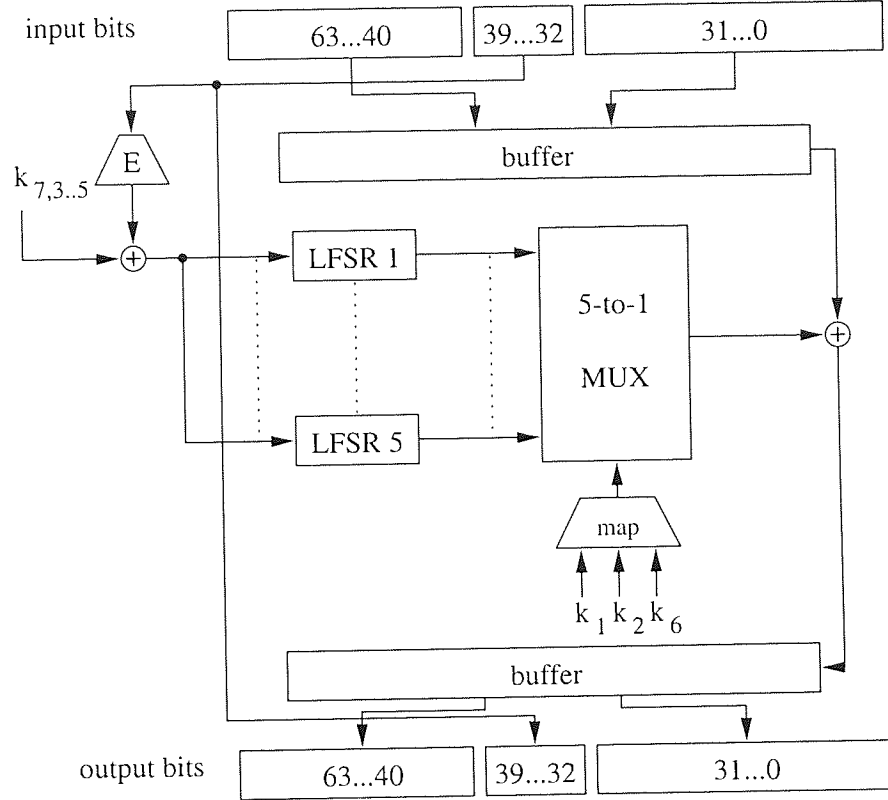 input bits
63...40
39...32
31...0
buffer
E
k 7,3..5
+
LFSR 1
5-to-1
MUX
+
LFSR 5
map
k 1 k 2 k 6
buffer
output bits
63...40
39...32
31...0